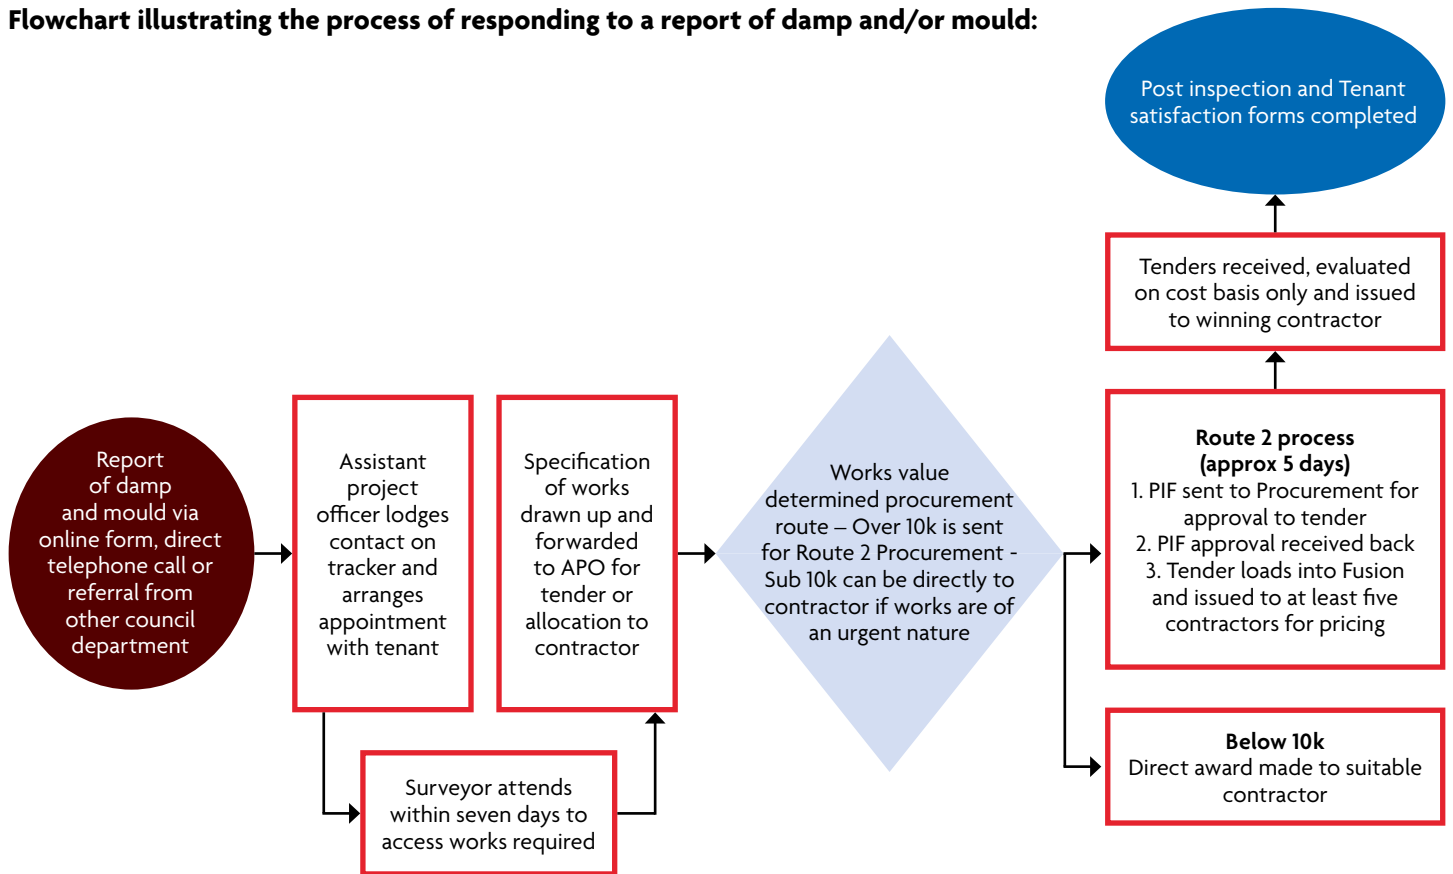 Flowchart illustrating the process of responding to a report of damp and/or mould:
Report
of damp
and mould via
online form, direct
telephone call or
referral from
other council
department
Assistant
project
officer lodges
contact on
tracker and
arranges
appointment
with tenant
Surveyor attends
within seven days to
access works required
Specification
of works
drawn up and
forwarded
to APO for
tender or
allocation to
contractor
Works value
determined procurement
route – Over 10k is sent
for Route 2 Procurement -
Sub 10k can be directly to
contractor if works are of
an urgent nature
Route 2 process
(approx 5 days)
1. PIF sent to Procurement for
approval to tender
2. PIF approval received back
3. Tender loads into Fusion
and issued to at least five
contractors for pricing
Below 10k
Direct award made to suitable
contractor
Tenders received, evaluated
on cost basis only and issued
to winning contractor
Post inspection and Tenant
satisfaction forms completed